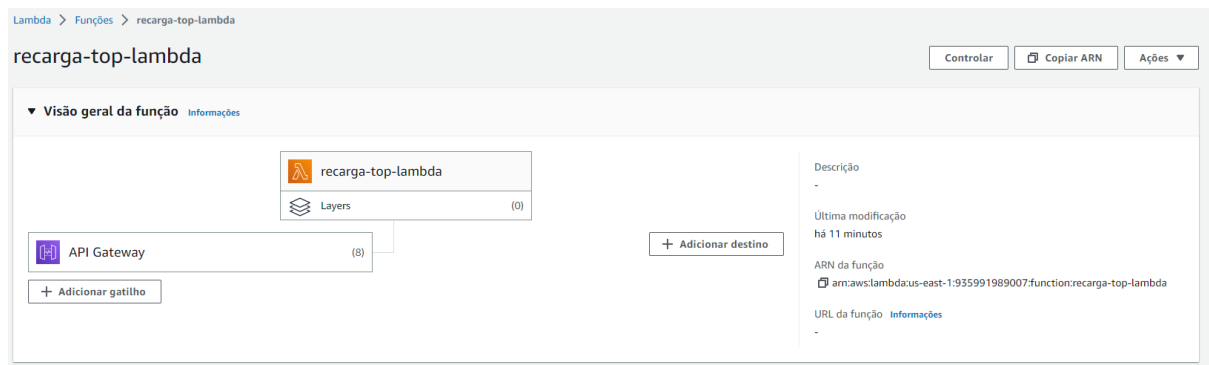 Lambda > Funções > recarga-top-lambda
recarga-top-lambda
Controlar
Copiar ARN
Ações
Visão geral da função Informações
recarga-top-lambda
Layers (0)
API Gateway (8)
+ Adicionar gatilho
+ Adicionar destino
Descrição
-
Última modificação
há 11 minutos
ARN da função
arn:aws:lambda:us-east-1:935991989007:function:recarga-top-lambda
URL da função Informações
-